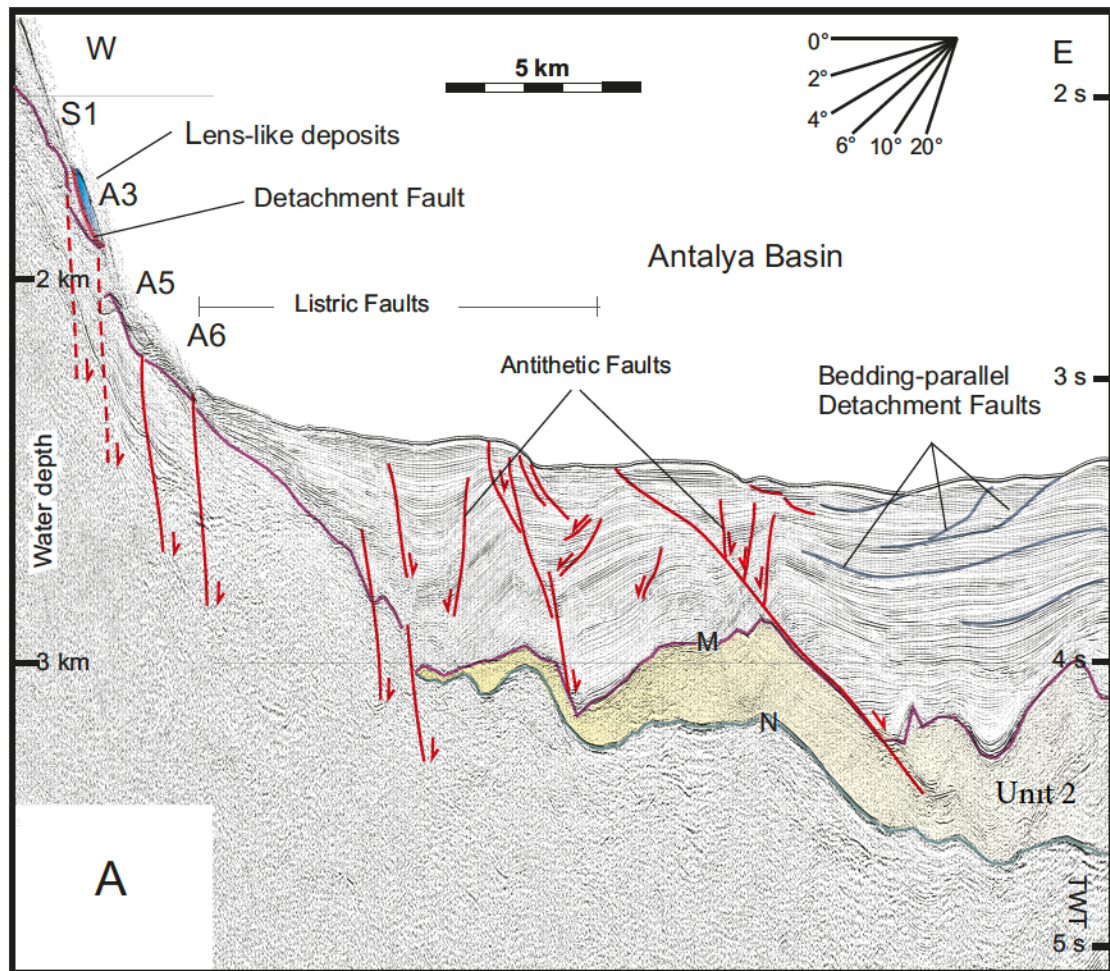 W
5 km
0°
2°
4°
6°
10°
20°
E
2 s
S1
Lens-like deposits
A3
Detachment Fault
2 km
A5
Antalya Basin
Listric Faults
A6
Antithetic Faults
Bedding-parallel
Detachment Faults
3 s
Water depth
M
3 km
4 s
N
Unit 2
A
TWT
5 s